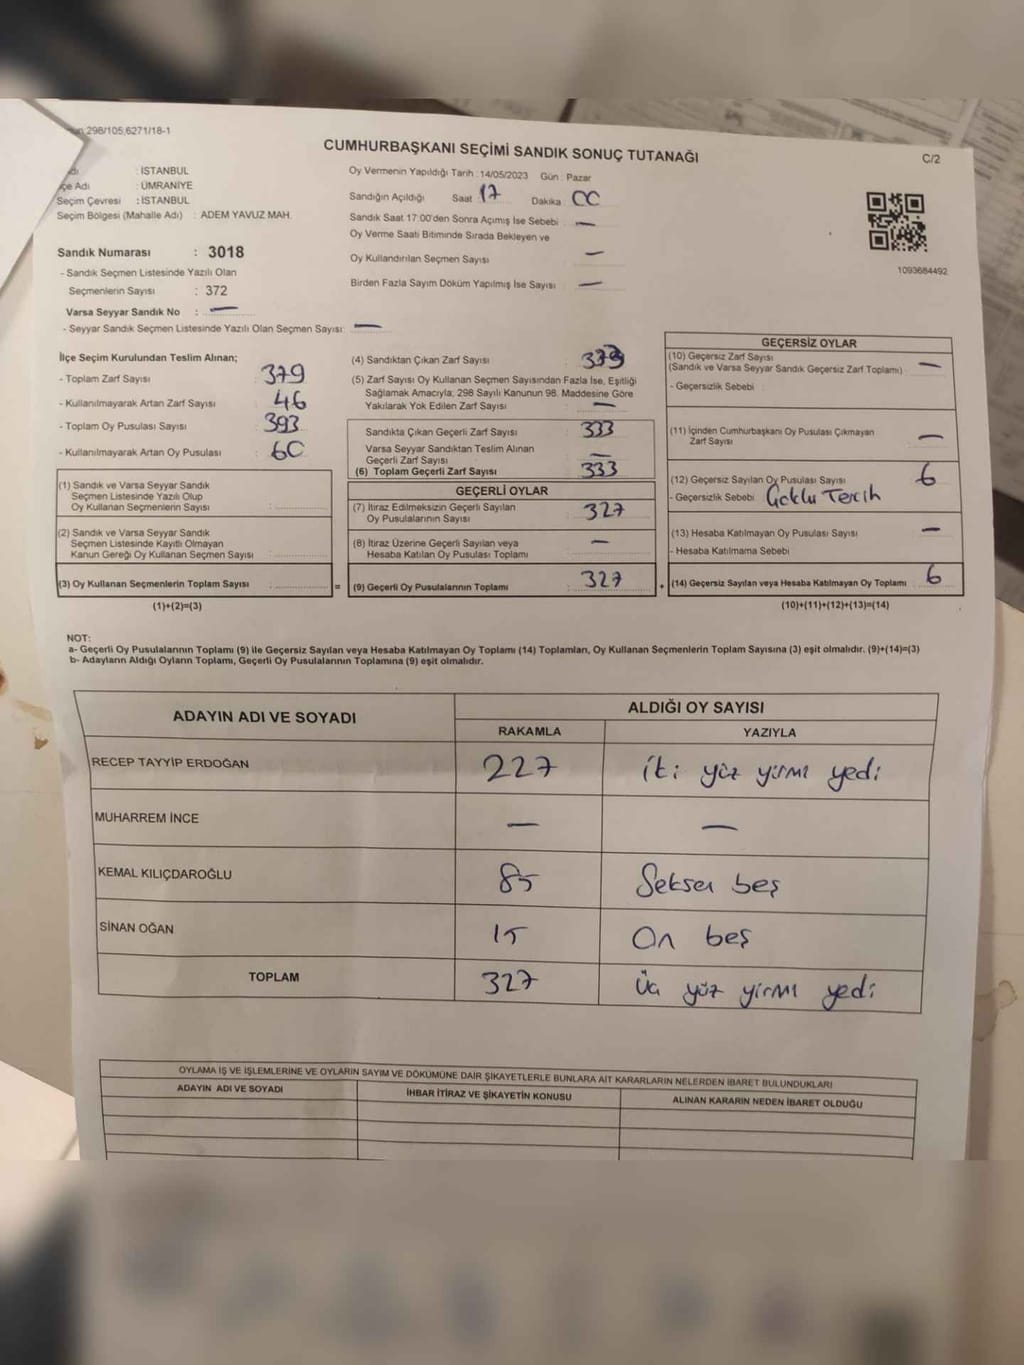 298/105;6271/18-1
CUMHURBAŞKANI SEÇİMİ SANDIK SONUÇ TUTANAĞI
C/2
: İSTANBUL
Adı : ÜMRANİYE
Seçim Çevresi : İSTANBUL
Seçim Bölgesi (Mahalle Adı) : ADEM YAVUZ MAH.
Oy Vermenin Yapıldığı Tarih : 14/05/2023 Gün : Pazar
Sandığın Açıldığı Saat 17 Dakika 00
Sandık Saat 17:00'den Sonra Açımış İse Sebebi —
Oy Verme Saati Bitiminde Sırada Bekleyen ve
Oy Kullandırılan Seçmen Sayısı —
Birden Fazla Sayım Döküm Yapılmış İse Sayısı —
1093684492
Sandık Numarası : 3018
- Sandık Seçmen Listesinde Yazılı Olan
Seçmenlerin Sayısı : 372
Varsa Seyyar Sandık No : —
- Seyyar Sandık Seçmen Listesinde Yazılı Olan Seçmen Sayısı: —
İlçe Seçim Kurulundan Teslim Alınan;
- Toplam Zarf Sayısı 379
- Kullanılmayarak Artan Zarf Sayısı 46
- Toplam Oy Pusulası Sayısı 393
- Kullanılmayarak Artan Oy Pusulası 60
(1) Sandık ve Varsa Seyyar Sandık
Seçmen Listesinde Yazılı Olup
Oy Kullanan Seçmenlerin Sayısı
(2) Sandık ve Varsa Seyyar Sandık
Seçmen Listesinde Kayıtlı Olmayan
Kanun Gereği Oy Kullanan Seçmen Sayısı
(3) Oy Kullanan Seçmenlerin Toplam Sayısı
(1)+(2)=(3)
=
(4) Sandıktan Çıkan Zarf Sayısı
(5) Zarf Sayısı Oy Kullanan Seçmen Sayısından Fazla İse, Eşitliği
Sağlamak Amacıyla, 298 Sayılı Kanunun 98. Maddesine Göre
Yakılarak Yok Edilen Zarf Sayısı —
Sandıkta Çıkan Geçerli Zarf Sayısı 333
Varsa Seyyar Sandıktan Teslim Alınan
Geçerli Zarf Sayısı —
(6) Toplam Geçerli Zarf Sayısı 333
GEÇERLİ OYLAR
(7) İtiraz Edilmeksizin Geçerli Sayılan
Oy Pusulalarının Sayısı 327
(8) İtiraz Üzerine Geçerli Sayılan veya
Hesaba Katılan Oy Pusulası Toplamı —
(9) Geçerli Oy Pusulalarının Toplamı 327
+
GEÇERSİZ OYLAR
(10) Geçersiz Zarf Sayısı
(Sandık ve Varsa Seyyar Sandık Geçersiz Zarf Toplamı) —
- Geçersizlik Sebebi :
(11) İçinden Cumhurbaşkanı Oy Pusulası Çıkmayan
Zarf Sayısı —
(12) Geçersiz Sayılan Oy Pusulası Sayısı 6
- Geçersizlik Sebebi Çoklu Tercih
(13) Hesaba Katılmayan Oy Pusulası Sayısı —
- Hesaba Katılmama Sebebi
(14) Geçersiz Sayılan veya Hesaba Katılmayan Oy Toplamı 6
(10)+(11)+(12)+(13)=(14)
NOT:
a- Geçerli Oy Pusulalarının Toplamı (9) ile Geçersiz Sayılan veya Hesaba Katılmayan Oy Toplamı (14) Toplamları, Oy Kullanan Seçmenlerin Toplam Sayısına (3) eşit olmalıdır. (9)+(14)=(3)
b- Adayların Aldığı Oyların Toplamı, Geçerli Oy Pusulalarının Toplamına (9) eşit olmalıdır.
ADAYIN ADI VE SOYADI
ALDIĞI OY SAYISI
RAKAMLA YAZIYLA
RECEP TAYYİP ERDOĞAN 227 iki yüz yirmi yedi
MUHARREM İNCE — —
KEMAL KILIÇDAROĞLU 85 Seksen beş
SİNAN OĞAN 15 On beş
TOPLAM 327 Üç yüz yirmi yedi
OYLAMA İŞ VE İŞLEMLERİNE VE OYLARIN SAYIM VE DÖKÜMÜNE DAİR ŞİKAYETLERLE BUNLARA AİT KARARLARIN NELERDEN İBARET BULUNDUKLARI
ADAYIN ADI VE SOYADI İHBAR İTİRAZ VE ŞİKAYETİN KONUSU ALINAN KARARIN NEDEN İBARET OLDUĞU